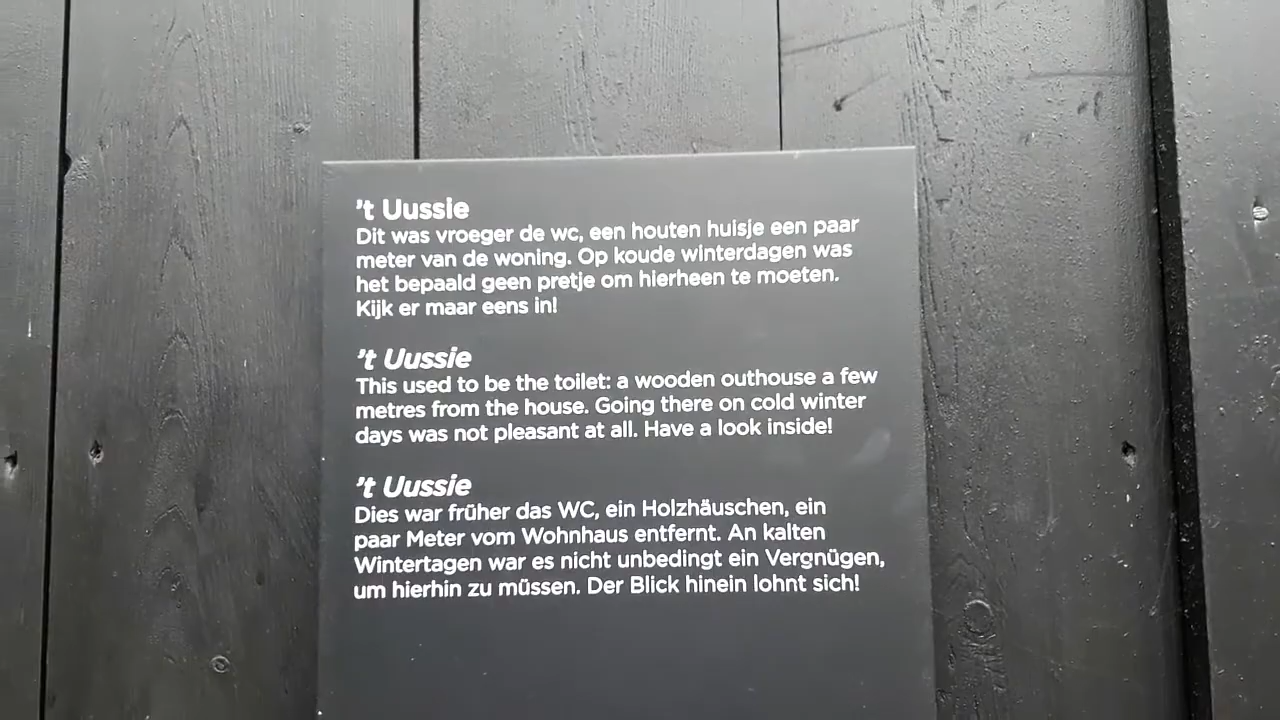 't Uussie
Dit was vroeger de wc, een houten huisje een paar
meter van de woning. Op koude winterdagen was
het bepaald geen pretje om hierheen te moeten.
Kijk er maar eens in!
't Uussie
This used to be the toilet: a wooden outhouse a few
metres from the house. Going there on cold winter
days was not pleasant at all. Have a look inside!
't Uussie
Dies war früher das WC, ein Holzhäuschen, ein
paar Meter vom Wohnhaus entfernt. An kalten
Wintertagen war es nicht unbedingt ein Vergnügen,
um hierhin zu müssen. Der Blick hinein lohnt sich!